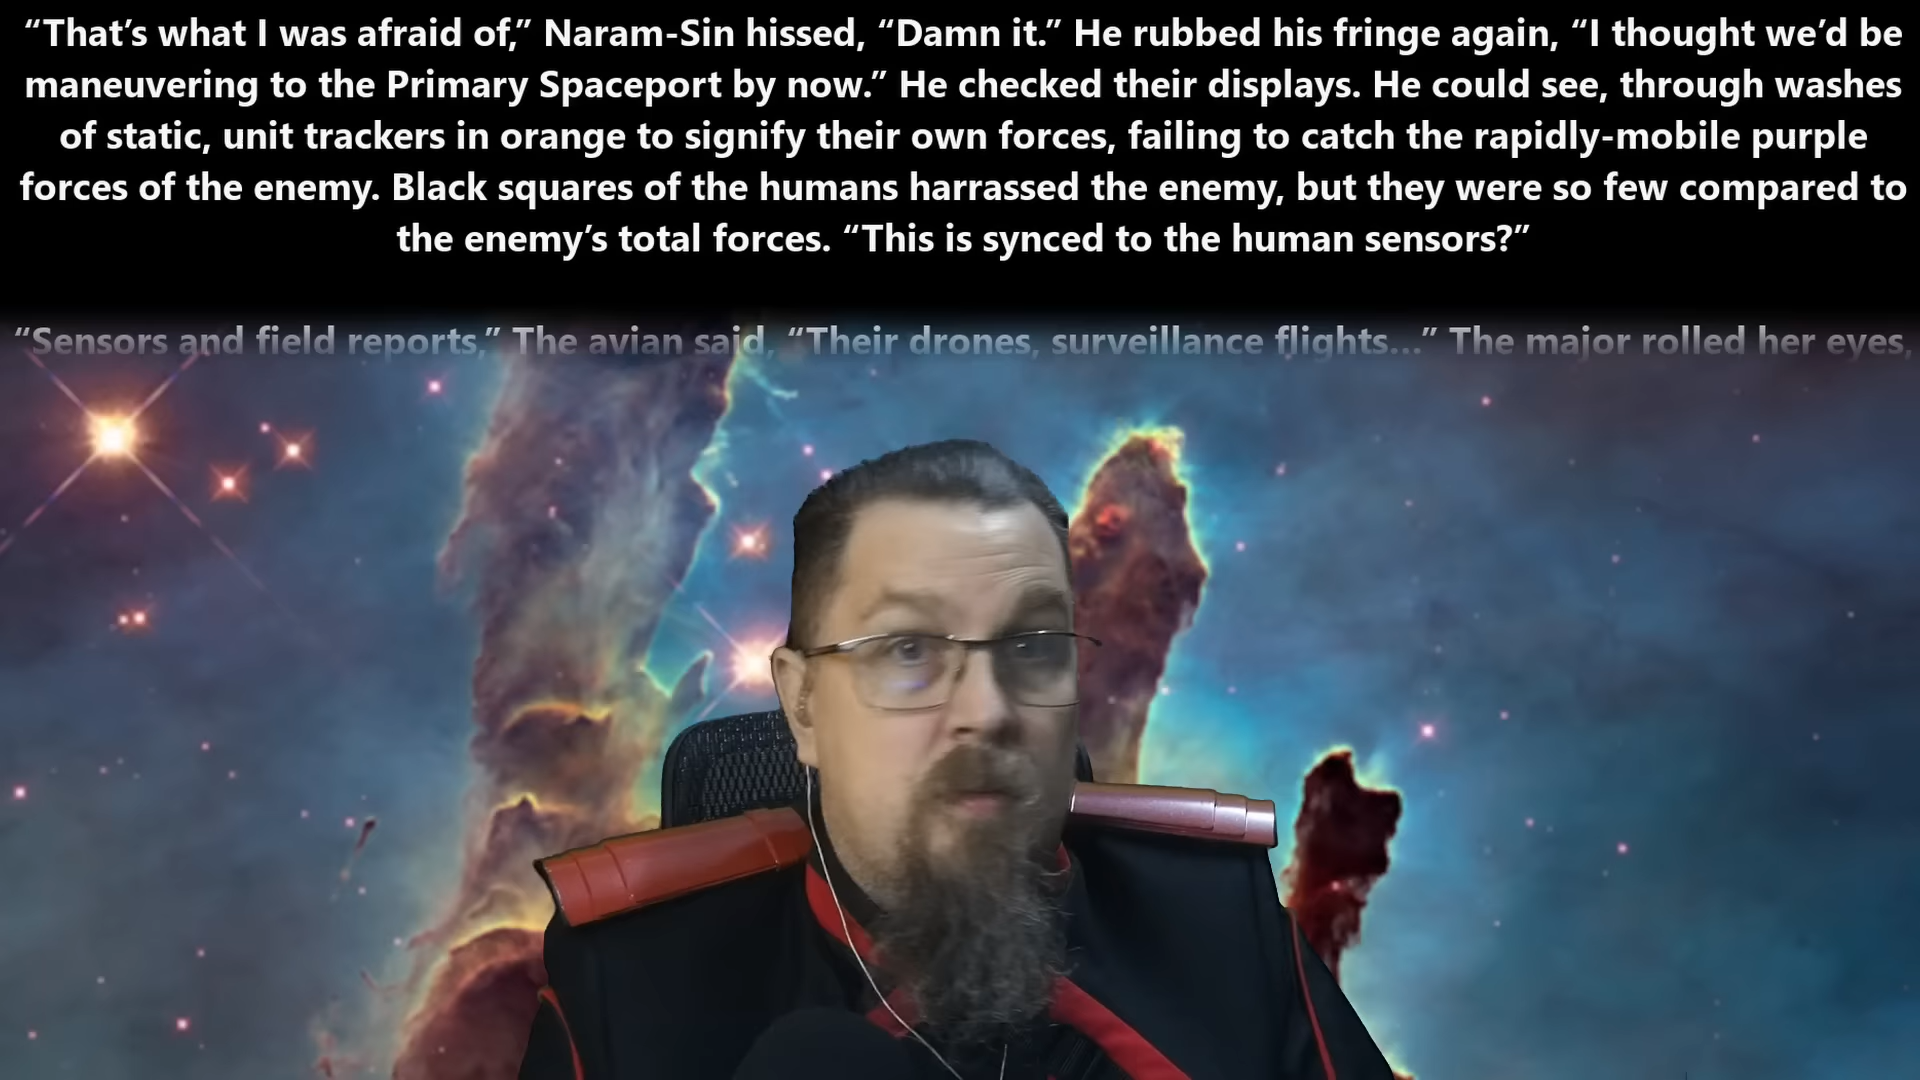 “That’s what I was afraid of,” Naram-Sin hissed, “Damn it.” He rubbed his fringe again, “I thought we’d be
maneuvering to the Primary Spaceport by now.” He checked their displays. He could see, through washes
of static, unit trackers in orange to signify their own forces, failing to catch the rapidly-mobile purple
forces of the enemy. Black squares of the humans harrassed the enemy, but they were so few compared to
the enemy’s total forces. “This is synced to the human sensors?”
“Sensors and field reports,” The avian said, “Their drones, surveillance flights...” The major rolled her eyes,